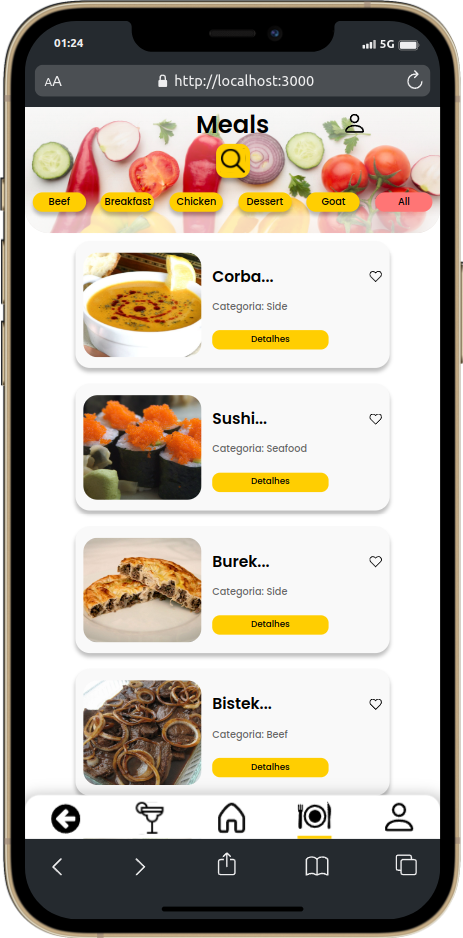 01:24
5G
AA
http://localhost:3000
Meals
Beef
Breakfast
Chicken
Dessert
Goat
All
Corba...
Categoria: Side
Detalhes
Sushi...
Categoria: Seafood
Detalhes
Burek...
Categoria: Side
Detalhes
Bistek...
Categoria: Beef
Detalhes